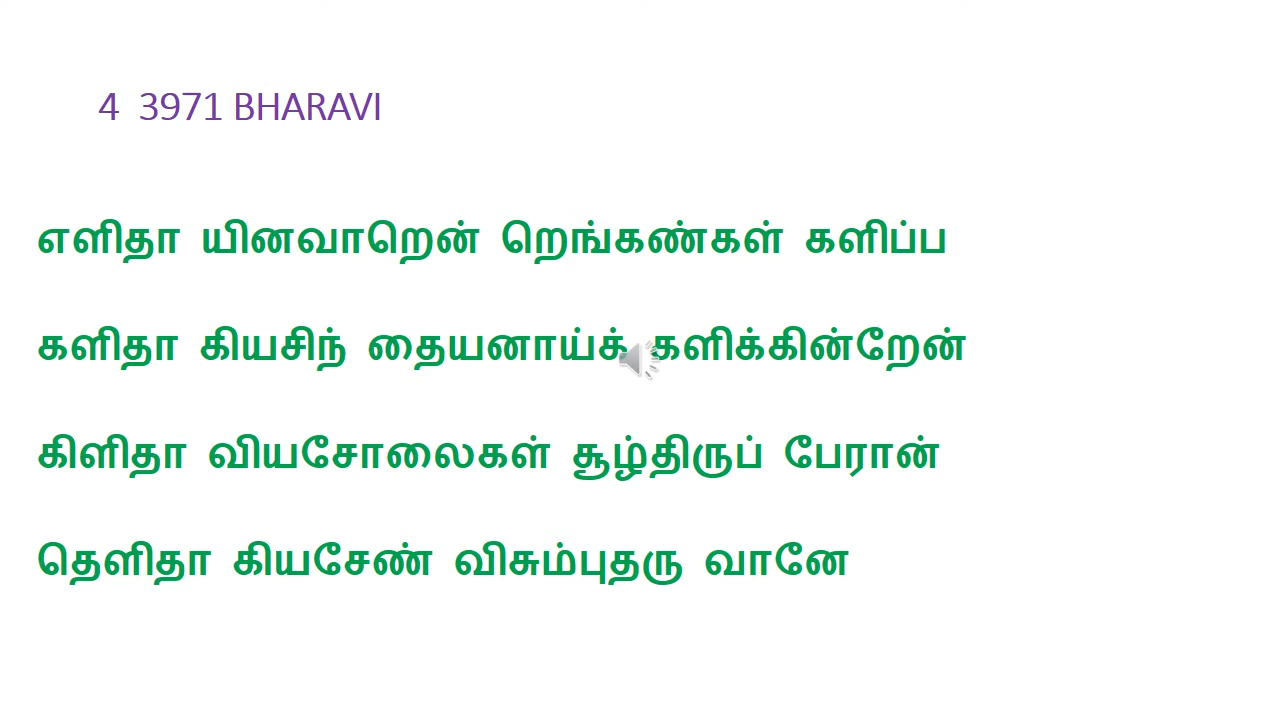 4 3971 BHARAVI
எளிதா யினவாறென் றெங்கண்கள் களிப்ப
களிதா கியசிந் தையனாய்க் களிக்கின்றேன்
கிளிதா வியசோலைகள் சூழ்திருப் பேரான்
தெளிதா கியசேண் விசும்புதரு வானே